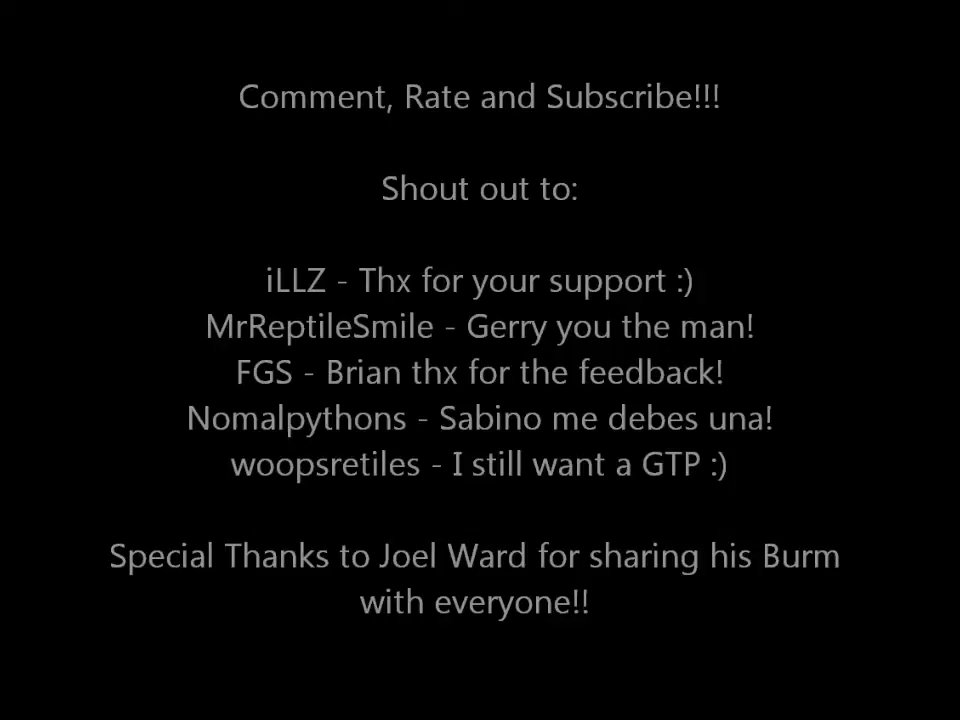 Comment, Rate and Subscribe!!!
Shout out to:
iLLZ - Thx for your support :)
MrReptileSmile - Gerry you the man!
FGS - Brian thx for the feedback!
Nomalpythons - Sabino me debes una!
woopsretiles - I still want a GTP :)
Special Thanks to Joel Ward for sharing his Burm
with everyone!!